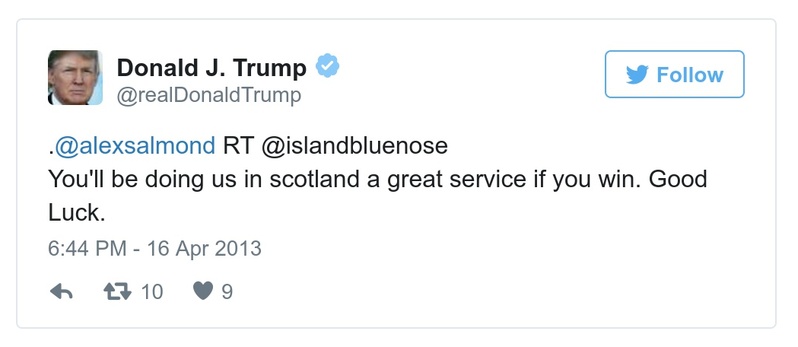 Donald J. Trump
@realDonaldTrump
Follow
.@alexsalmond RT @islandbluenose
You'll be doing us in scotland a great service if you win. Good
Luck.
6:44 PM - 16 Apr 2013
10 9